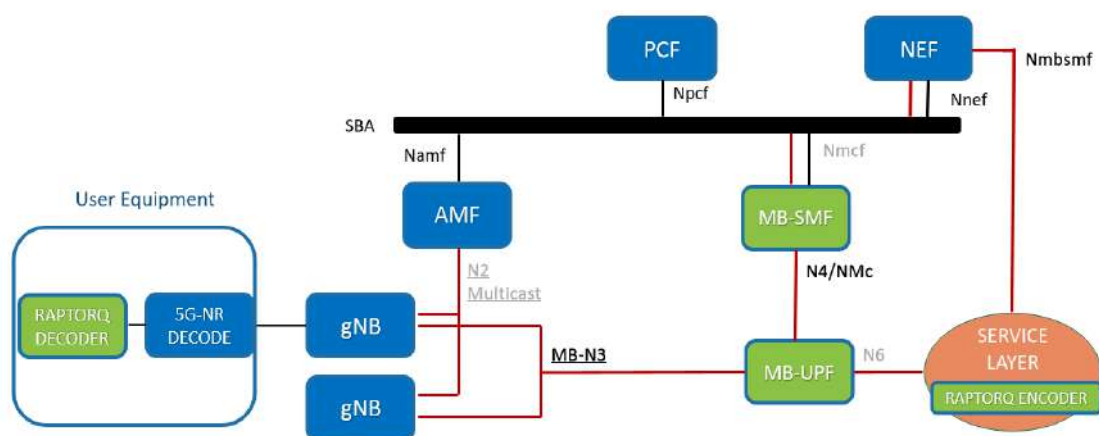 PCF
NEF
Nmbsmf
Npcf
Nnef
SBA
Namf
Nmcf
User Equipment
AMF
MB-SMF
N2
Multicast
N4/NMc
RAPTORQ
DECODER
5G-NR
DECODE
gNB
SERVICE
LAYER
MB-N3
MB-UPF
N6
RAPTORQ ENCODER
gNB